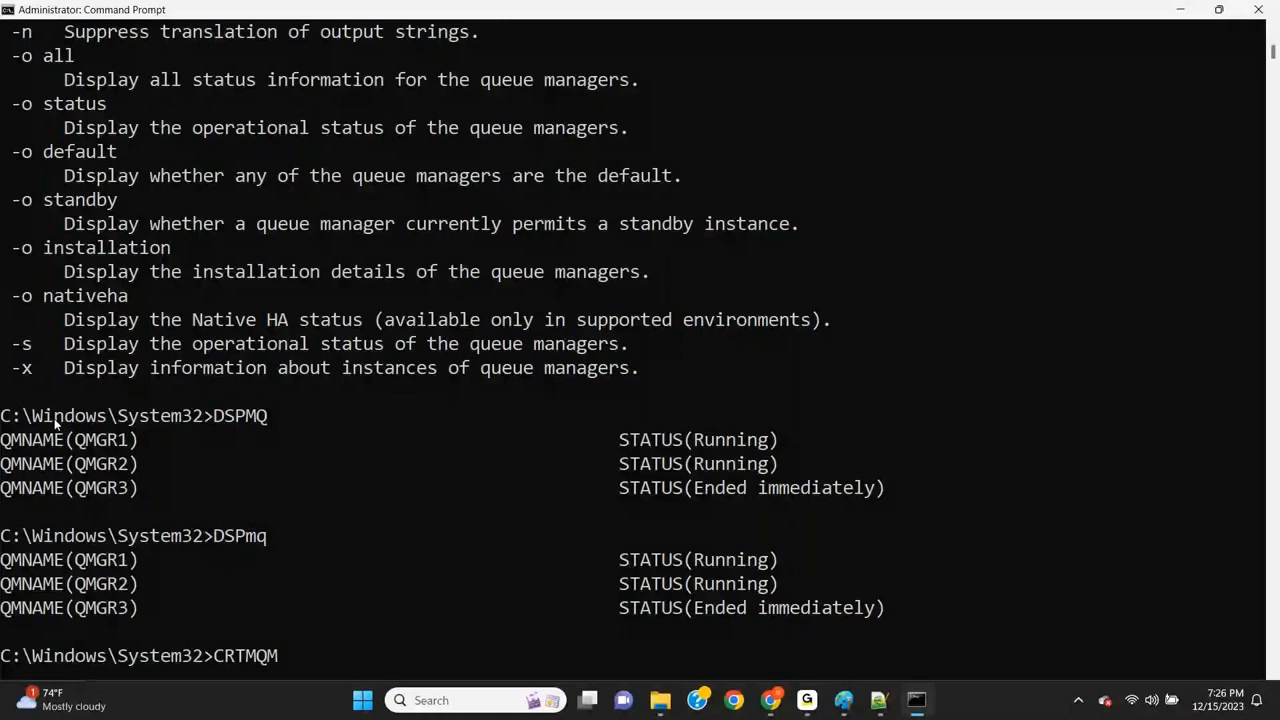 Administrator: Command Prompt
-n Suppress translation of output strings.
-o all
Display all status information for the queue managers.
-o status
Display the operational status of the queue managers.
-o default
Display whether any of the queue managers are the default.
-o standby
Display whether a queue manager currently permits a standby instance.
-o installation
Display the installation details of the queue managers.
-o nativeha
Display the Native HA status (available only in supported environments).
-s Display the operational status of the queue managers.
-x Display information about instances of queue managers.
C:\Windows\System32>DSPMQ
QMNAME(QMGR1) STATUS(Running)
QMNAME(QMGR2) STATUS(Running)
QMNAME(QMGR3) STATUS(Ended immediately)
C:\Windows\System32>DSPmq
QMNAME(QMGR1) STATUS(Running)
QMNAME(QMGR2) STATUS(Running)
QMNAME(QMGR3) STATUS(Ended immediately)
C:\Windows\System32>CRTMQM
1 74°F
Mostly cloudy
Search
G
7:26 PM
12/15/2023